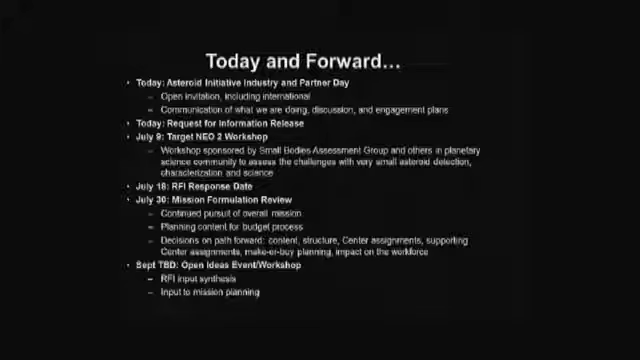 Today and Forward…
• Today: Asteroid Initiative Industry and Partner Day
– Open invitation, including international
– Communication of what we are doing, discussion, and engagement plans
• Today: Request for Information Release
• July 9: Target NEO 2 Workshop
– Workshop sponsored by Small Bodies Assessment Group and others in planetary
science community to assess the challenges with very small asteroid detection,
characterization and science
• July 18: RFI Response Date
• July 30: Mission Formulation Review
– Continued pursuit of overall mission
– Planning content for budget process
– Decisions on path forward: content, structure, Center assignments, supporting
Center assignments, make-or-buy planning, impact on the workforce
• Sept TBD: Open Ideas Event/Workshop
– RFI input synthesis
– Input to mission planning